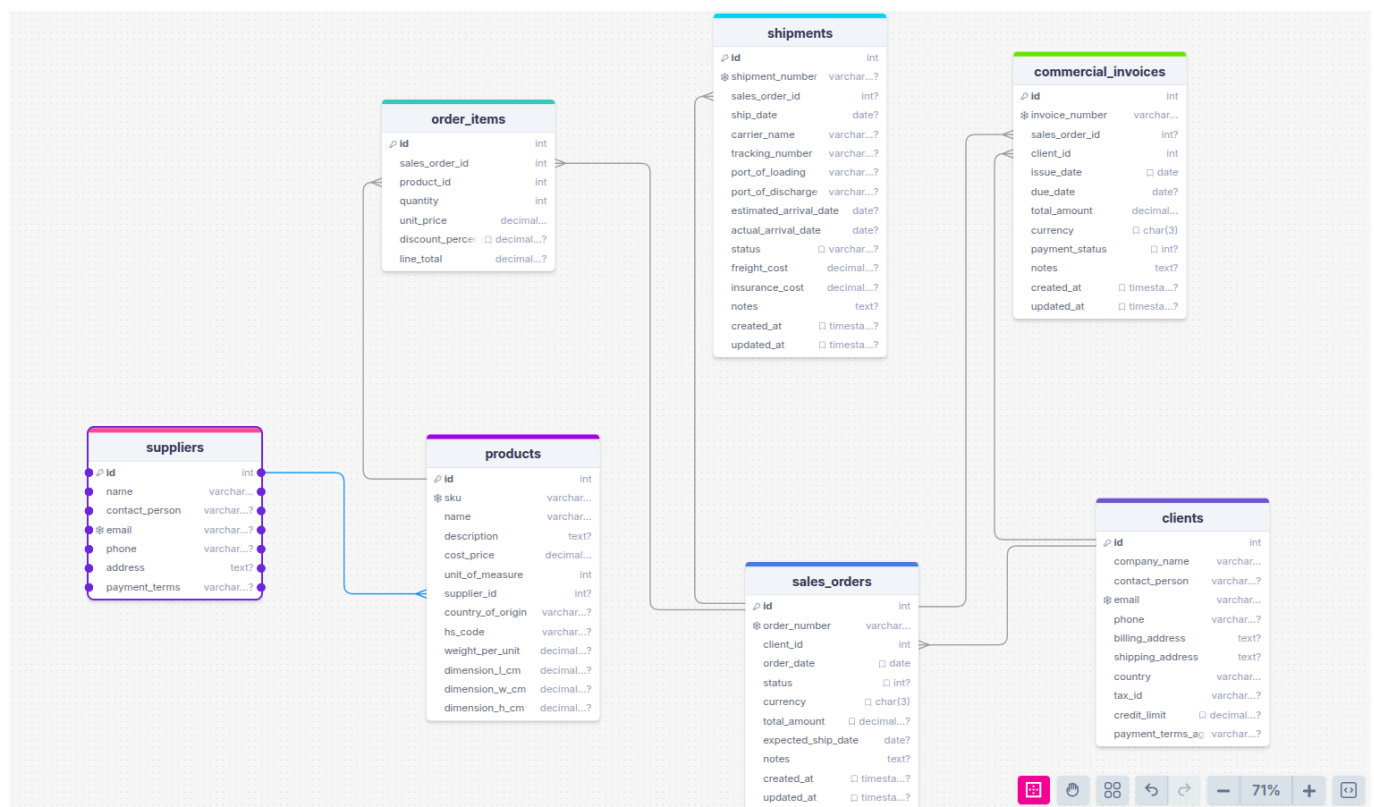 shipments
id int
shipment_number varchar...?
sales_order_id int?
ship_date date?
carrier_name varchar...?
tracking_number varchar...?
port_of_loading varchar...?
port_of_discharge varchar...?
estimated_arrival_date date?
actual_arrival_date date?
status varchar...?
freight_cost decimal...?
insurance_cost decimal...?
notes text?
created_at timesta...?
updated_at timesta...?
commercial_invoices
id int
invoice_number varchar...
sales_order_id int?
client_id int
issue_date date
due_date date?
total_amount decimal...
currency char(3)
payment_status int?
notes text?
created_at timesta...?
updated_at timesta...?
order_items
id int
sales_order_id int
product_id int
quantity int
unit_price decimal...
discount_perce decimal...?
line_total decimal...?
suppliers
id int
name varchar...
contact_person varchar...?
email varchar...?
phone varchar...?
address text?
payment_terms varchar...?
products
id int
sku varchar...
name varchar...
description text?
cost_price decimal...
unit_of_measure int
supplier_id int?
country_of_origin varchar...?
hs_code varchar...?
weight_per_unit decimal...?
dimension_l_cm decimal...?
dimension_w_cm decimal...?
dimension_h_cm decimal...?
sales_orders
id int
order_number varchar...
client_id int
order_date date
status int?
currency char(3)
total_amount decimal...?
expected_ship_date date?
notes text?
created_at timesta...?
updated_at timesta...?
clients
id int
company_name varchar...
contact_person varchar...?
email varchar...
phone varchar...?
billing_address text?
shipping_address text?
country varchar...
tax_id varchar...?
credit_limit decimal...?
payment_terms_ag varchar...?
71%